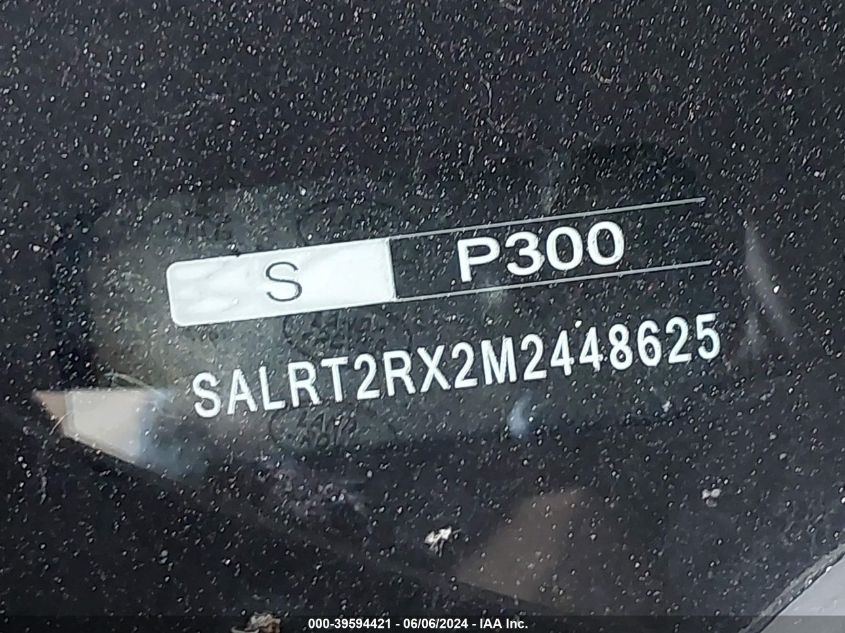 S P300
SALRT2RX2M2448625
000-39594421 - 06/06/2024 - IAA Inc.